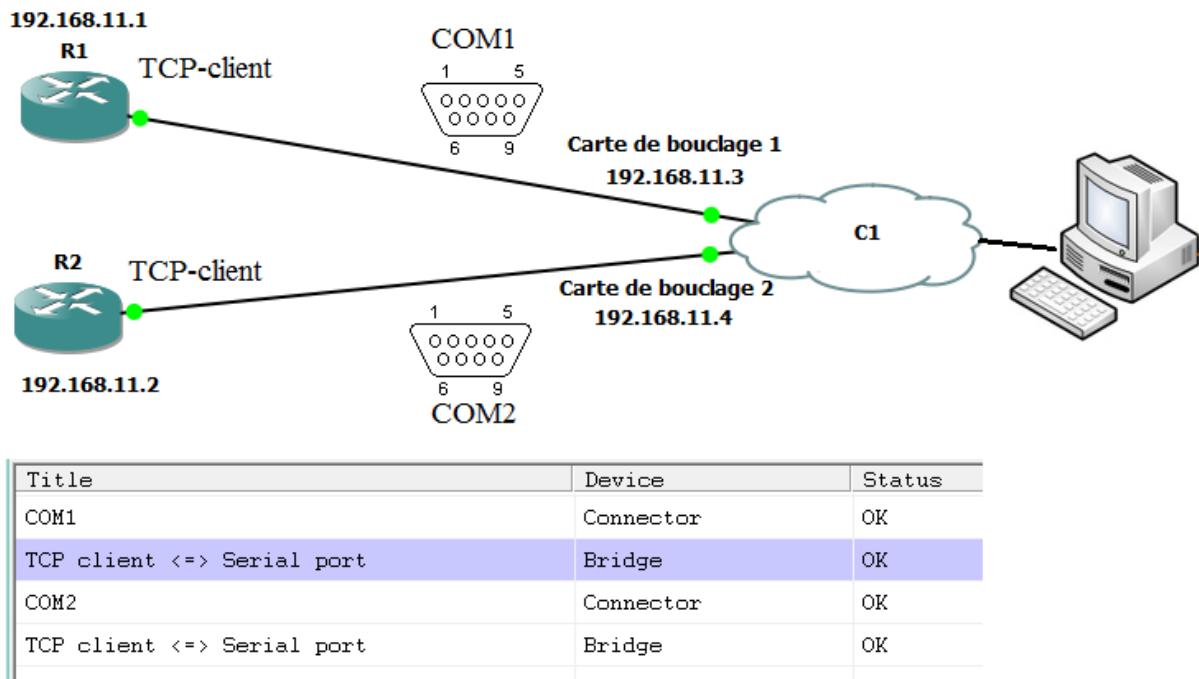 192.168.11.1
R1
TCP-client
COM1
1 5
6 9
Carte de bouclage 1
192.168.11.3
C1
R2
TCP-client
192.168.11.2
Carte de bouclage 2
192.168.11.4
1 5
6 9
COM2
Title Device Status
COM1 Connector OK
TCP client <=> Serial port Bridge OK
COM2 Connector OK
TCP client <=> Serial port Bridge OK